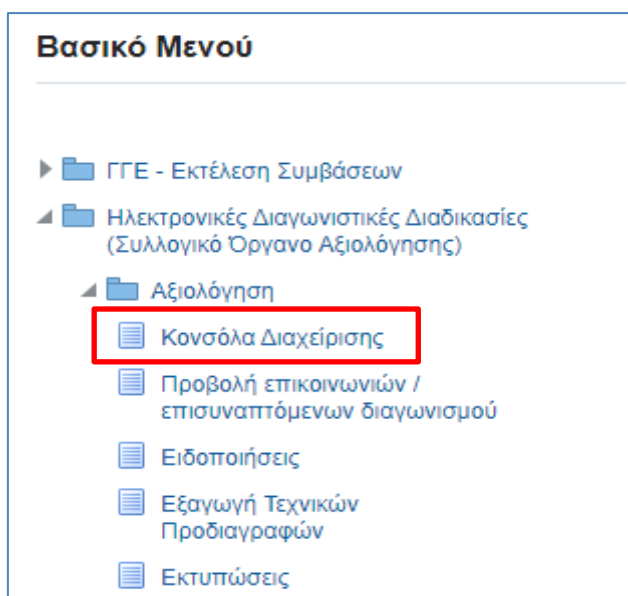 Βασικό Μενού
ΓΓΕ - Εκτέλεση Συμβάσεων
Ηλεκτρονικές Διαγωνιστικές Διαδικασίες
(Συλλογικό Όργανο Αξιολόγησης)
Αξιολόγηση
Κονσόλα Διαχείρισης
Προβολή επικοινωνιών /
επισυναπτόμενων διαγωνισμού
Ειδοποιήσεις
Εξαγωγή Τεχνικών
Προδιαγραφών
Εκτυπώσεις